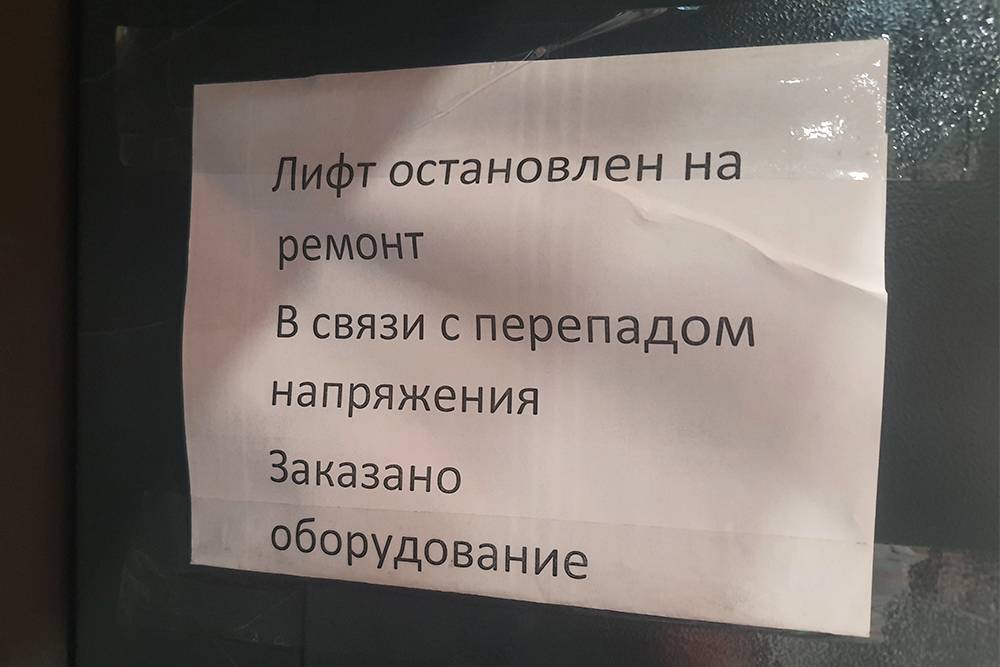 Лифт остановлен на
ремонт
В связи с перепадом
напряжения
Заказано
оборудование